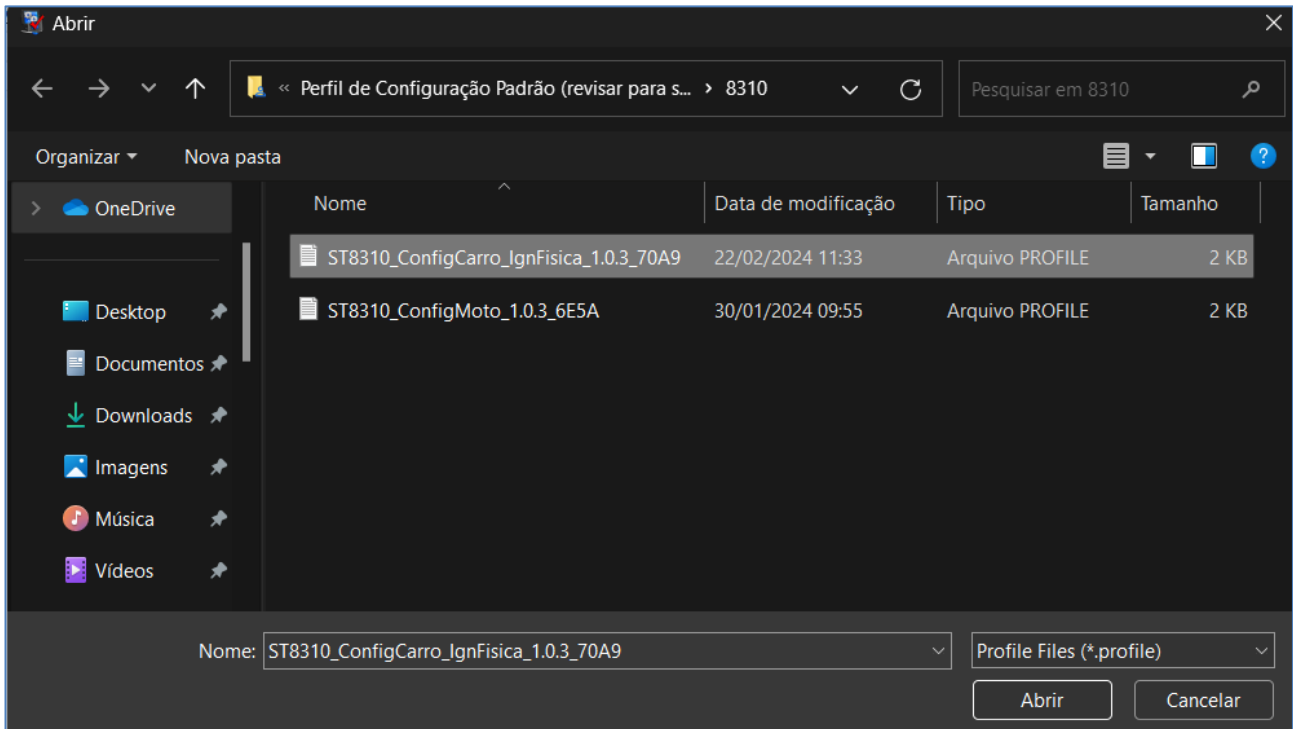 Abrir
« Perfil de Configuração Padrão (revisar para s... > 8310
Pesquisar em 8310
Organizar
Nova pasta
OneDrive
Nome
Data de modificação
Tipo
Tamanho
ST8310_ConfigCarro_IgnFisica_1.0.3_70A9 22/02/2024 11:33 Arquivo PROFILE 2 KB
ST8310_ConfigMoto_1.0.3_6E5A 30/01/2024 09:55 Arquivo PROFILE 2 KB
Desktop
Documentos
Downloads
Imagens
Música
Vídeos
Nome: ST8310_ConfigCarro_IgnFisica_1.0.3_70A9
Profile Files (*.profile)
Abrir
Cancelar